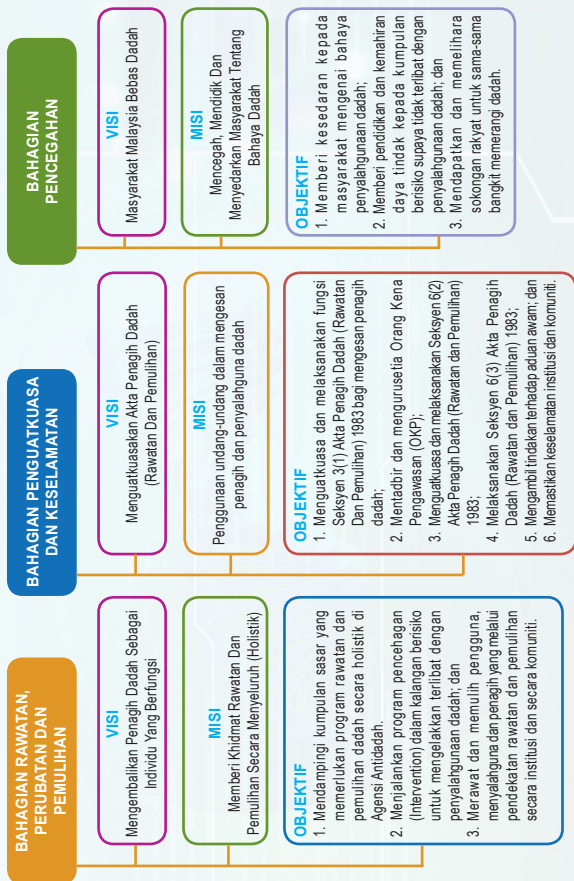 BAHAGIAN RAWATAN,
PERUBATAN DAN
PEMULIHAN
VISI
Mengembalikan Penagih Dadah Sebagai
Individu Yang Berfungsi
MISI
Memberi Khidmat Rawatan Dan
Pemulihan Secara Menyeluruh (Holistik)
OBJEKTIF
1. Mendampingi kumpulan sasar yang
memerlukan program rawatan dan
pemulihan dadah secara holistik di
Agensi Antidadah.
2. Menjalankan program pencehagan
(Intervention) dalam kalangan berisiko
untuk mengelakkan terlibat dengan
penyalahgunaan dadah; dan
3. Merawat dan memulih pengguna,
menyalahguna dan penagih yang melalui
pendekatan rawatan dan pemulihan
secara institusi dan secara komuniti.
BAHAGIAN PENGUATKUASA
DAN KESELAMATAN
VISI
Menguatkuasakan Akta Penagih Dadah
(Rawatan Dan Pemulihan)
MISI
Penggunaan undang-undang dalam mengesan
penagih dan penyalahguna dadah
OBJEKTIF
1. Menguatkuasa dan melaksanakan fungsi
Seksyen 3(1) Akta Penagih Dadah (Rawatan
Dan Pemulihan) 1983 bagi mengesan penagih
dadah;
2. Mentadbir dan mengurusetia Orang Kena
Pengawasan (OKP);
3. Menguatkuasa dan melaksanakan Seksyen 6(2)
Akta Penagih Dadah (Rawatan dan Pemulihan)
1983;
4. Melaksanakan Seksyen 6(3) Akta Penagih
Dadah (Rawatan dan Pemulihan) 1983;
5. Mengambil tindakan terhadap aduan awam; dan
6. Memastikan keselamatan institusi dan komuniti.
BAHAGIAN
PENCEGAHAN
VISI
Masyarakat Malaysia Bebas Dadah
MISI
Mencegah, Mendidik Dan
Menyedarkan Masyarakat Tentang
Bahaya Dadah
OBJEKTIF
1. Memberi kesedaran kepada
masyarakat mengenai bahaya
penyalahgunaan dadah;
2. Memberi pendidikan dan kemahiran
daya tindak kepada kumpulan
berisiko supaya tidak terlibat dengan
penyalahgunaan dadah; dan
3. Mendapatkan dan memelihara
sokongan rakyat untuk sama-sama
bangkit memerangi dadah.